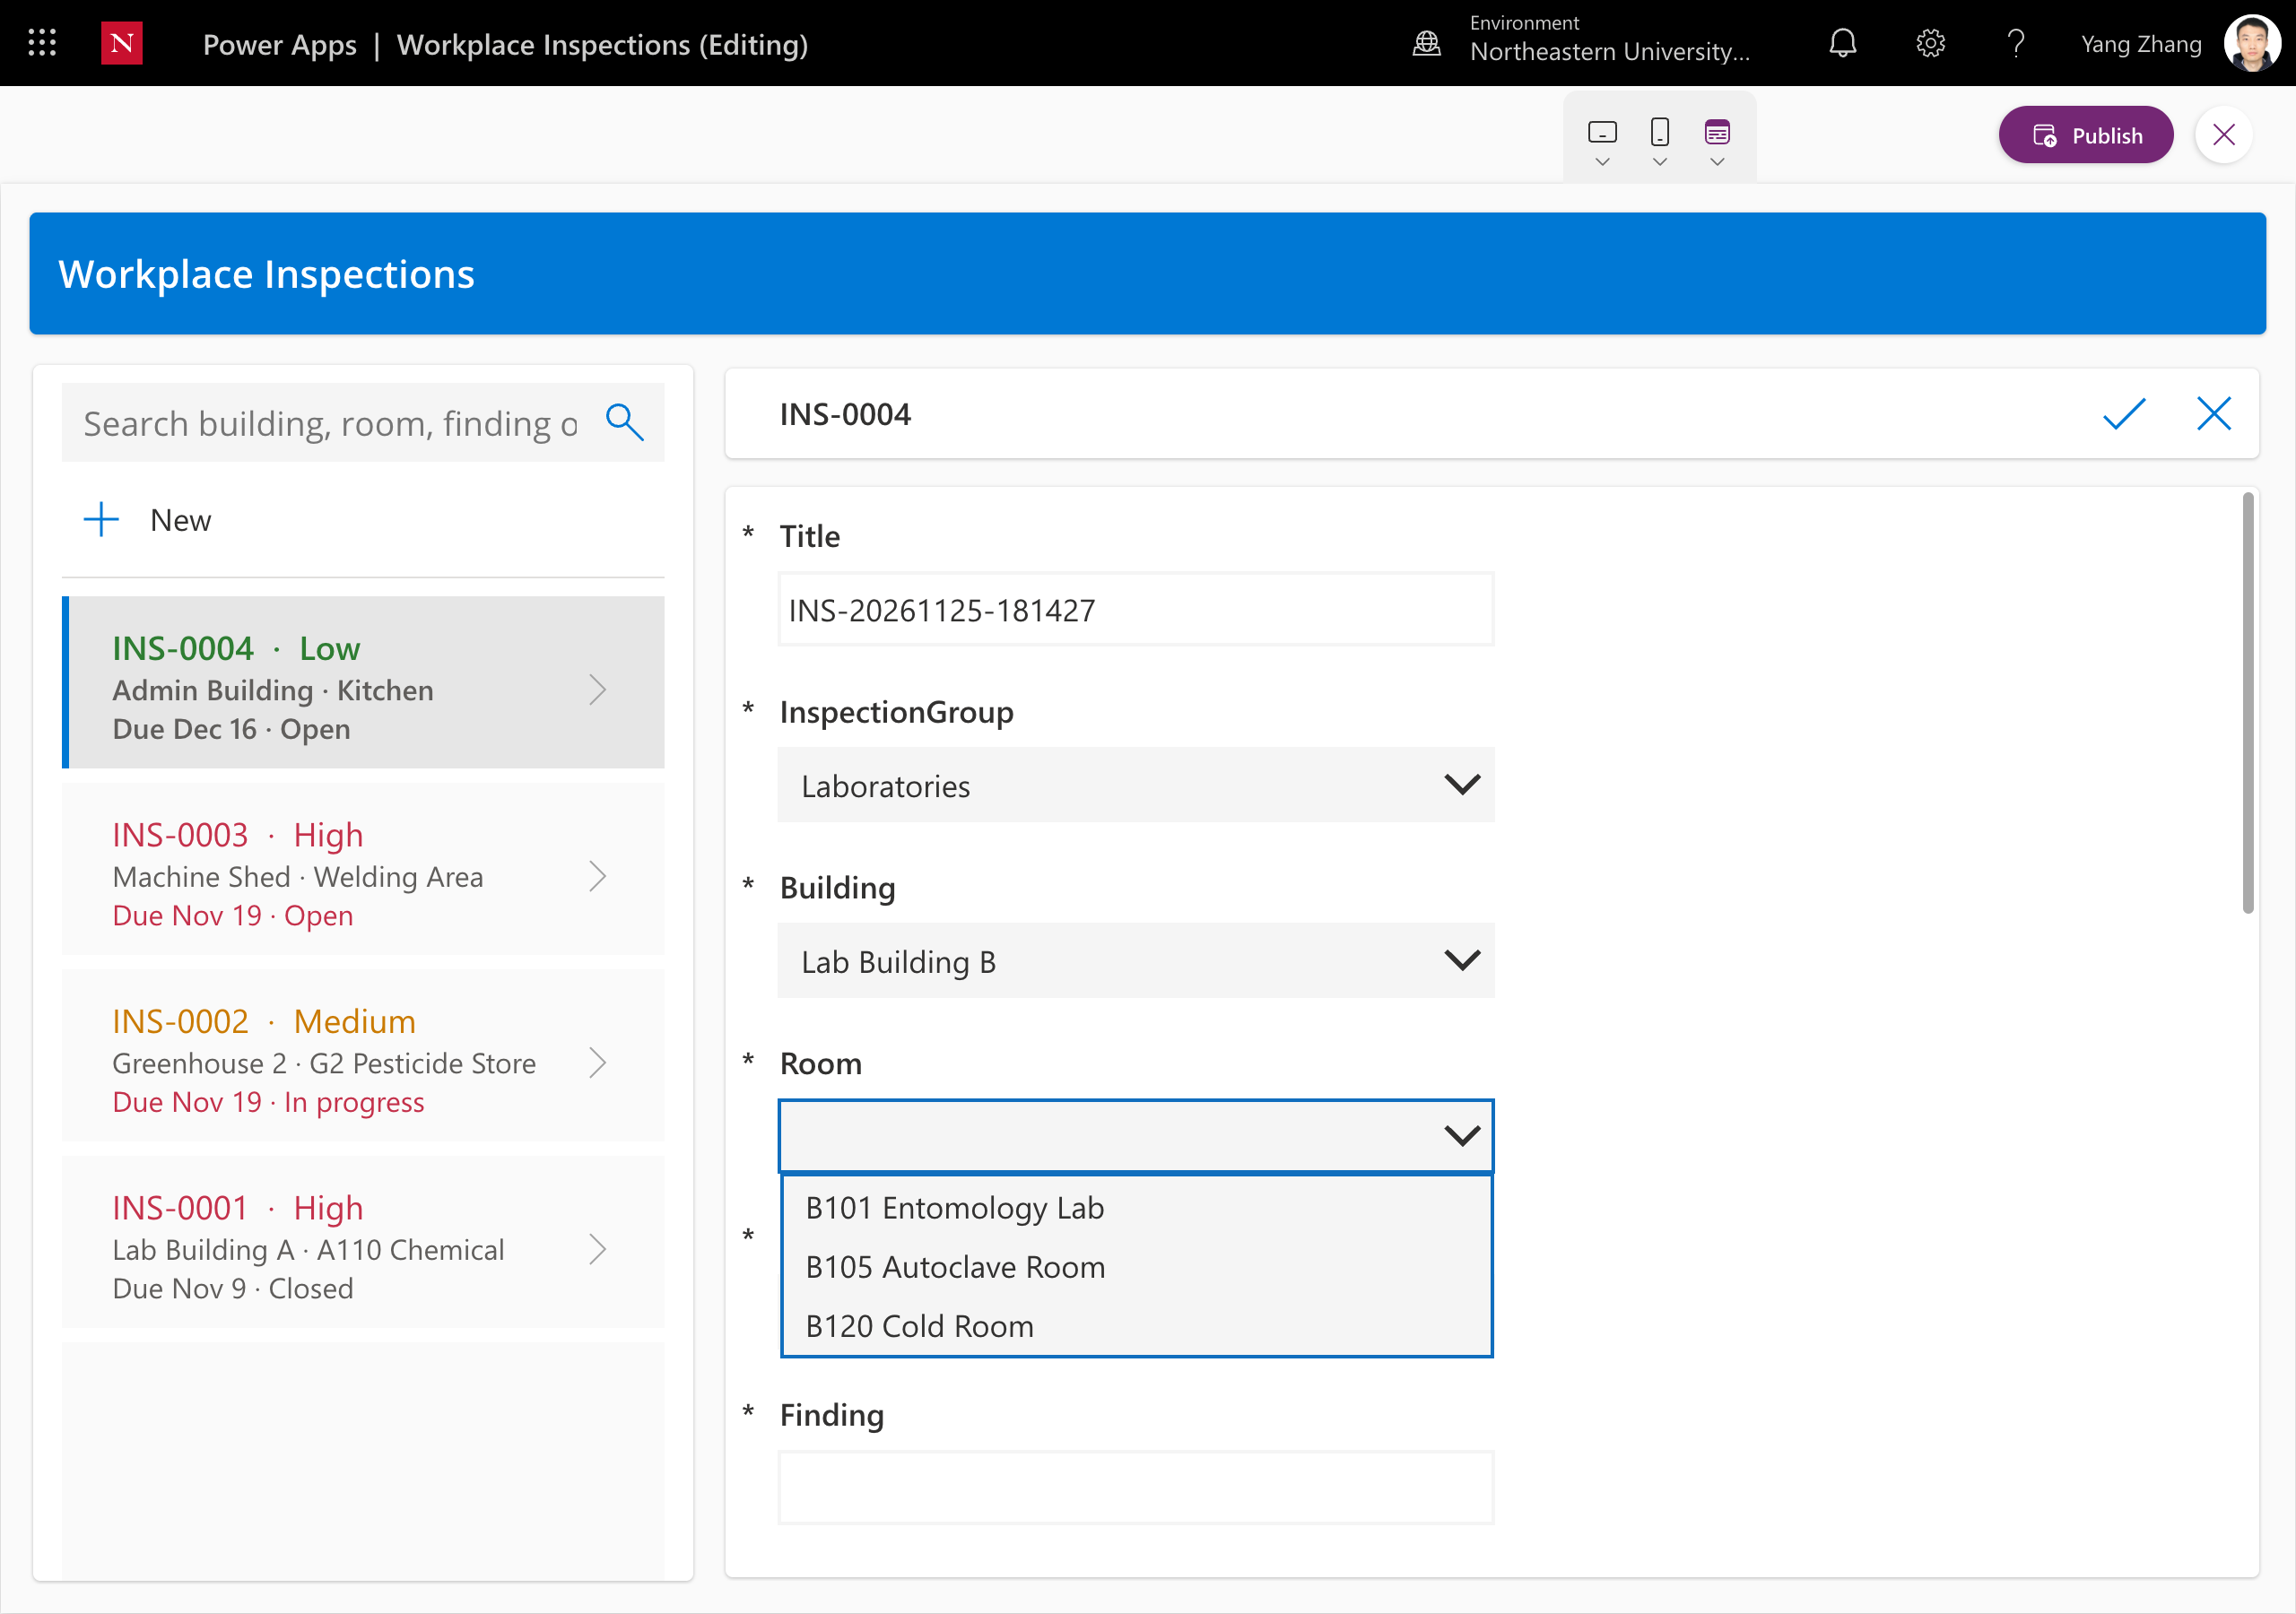 N
Power Apps | Workplace Inspections (Editing)
Environment
Northeastern University...
?
Yang Zhang
Publish
Workplace Inspections
Search building, room, finding o
New
INS-0004 · Low
Admin Building · Kitchen
Due Dec 16 · Open
INS-0003 · High
Machine Shed · Welding Area
Due Nov 19 · Open
INS-0002 · Medium
Greenhouse 2 · G2 Pesticide Store
Due Nov 19 · In progress
INS-0001 · High
Lab Building A · A110 Chemical
Due Nov 9 · Closed
INS-0004
* Title
INS-20261125-181427
* InspectionGroup
Laboratories
* Building
Lab Building B
* Room
B101 Entomology Lab
*
B105 Autoclave Room
B120 Cold Room
* Finding